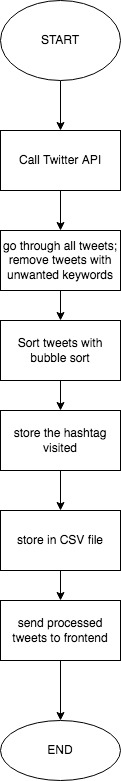 START
Call Twitter API
go through all tweets;
remove tweets with
unwanted keywords
Sort tweets with
bubble sort
store the hashtag
visited
store in CSV file
send processed
tweets to frontend
END